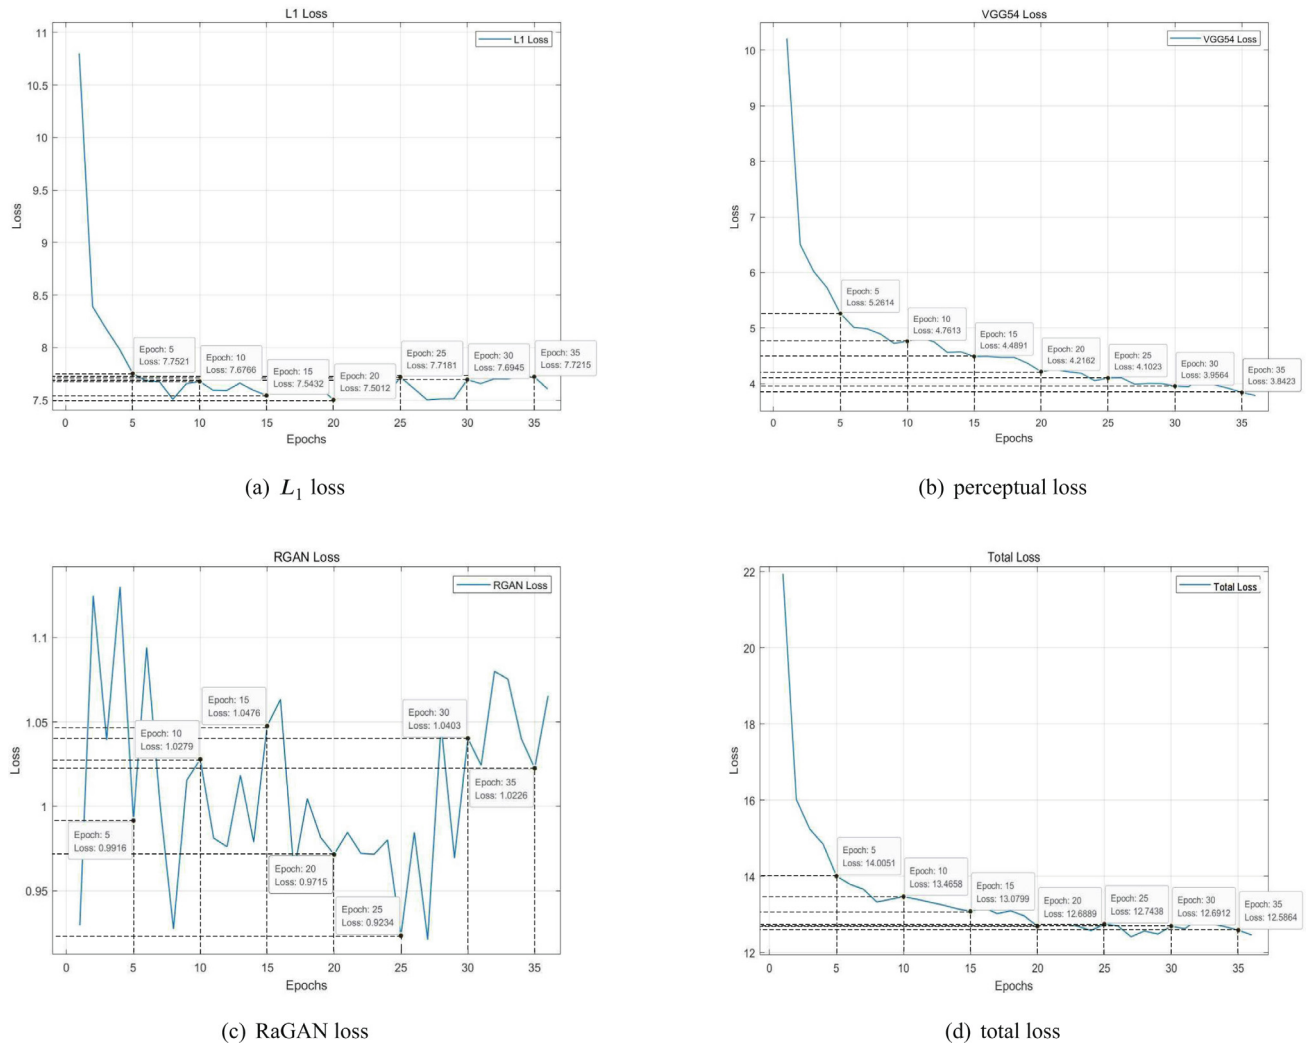 L1 Loss
L1 Loss
11
10.5
10
9.5
9
8.5
8
7.5
Loss
Epoch: 5
Loss: 7.7521
Epoch: 10
Loss: 7.6766
Epoch: 15
Loss: 7.5432
Epoch: 20
Loss: 7.5012
Epoch: 25
Loss: 7.7181
Epoch: 30
Loss: 7.6945
Epoch: 35
Loss: 7.7215
0 5 10 15 20 25 30 35
Epochs
(a) L1 loss
VGG54 Loss
VGG54 Loss
10
9
8
7
6
5
4
Loss
Epoch: 5
Loss: 5.2614
Epoch: 10
Loss: 4.7613
Epoch: 15
Loss: 4.4891
Epoch: 20
Loss: 4.2162
Epoch: 25
Loss: 4.1023
Epoch: 30
Loss: 3.9564
Epoch: 35
Loss: 3.8423
0 5 10 15 20 25 30 35
Epochs
(b) perceptual loss
RGAN Loss
RGAN Loss
1.1
1.05
1
0.95
Loss
Epoch: 5
Loss: 0.9916
Epoch: 10
Loss: 1.0279
Epoch: 15
Loss: 1.0476
Epoch: 20
Loss: 0.9715
Epoch: 25
Loss: 0.9234
Epoch: 30
Loss: 1.0403
Epoch: 35
Loss: 1.0226
0 5 10 15 20 25 30 35
Epochs
(c) RaGAN loss
Total Loss
Total Loss
22
20
18
16
14
12
Loss
Epoch: 5
Loss: 14.0051
Epoch: 10
Loss: 13.4658
Epoch: 15
Loss: 13.0799
Epoch: 20
Loss: 12.6889
Epoch: 25
Loss: 12.7438
Epoch: 30
Loss: 12.6912
Epoch: 35
Loss: 12.5864
0 5 10 15 20 25 30 35
Epochs
(d) total loss